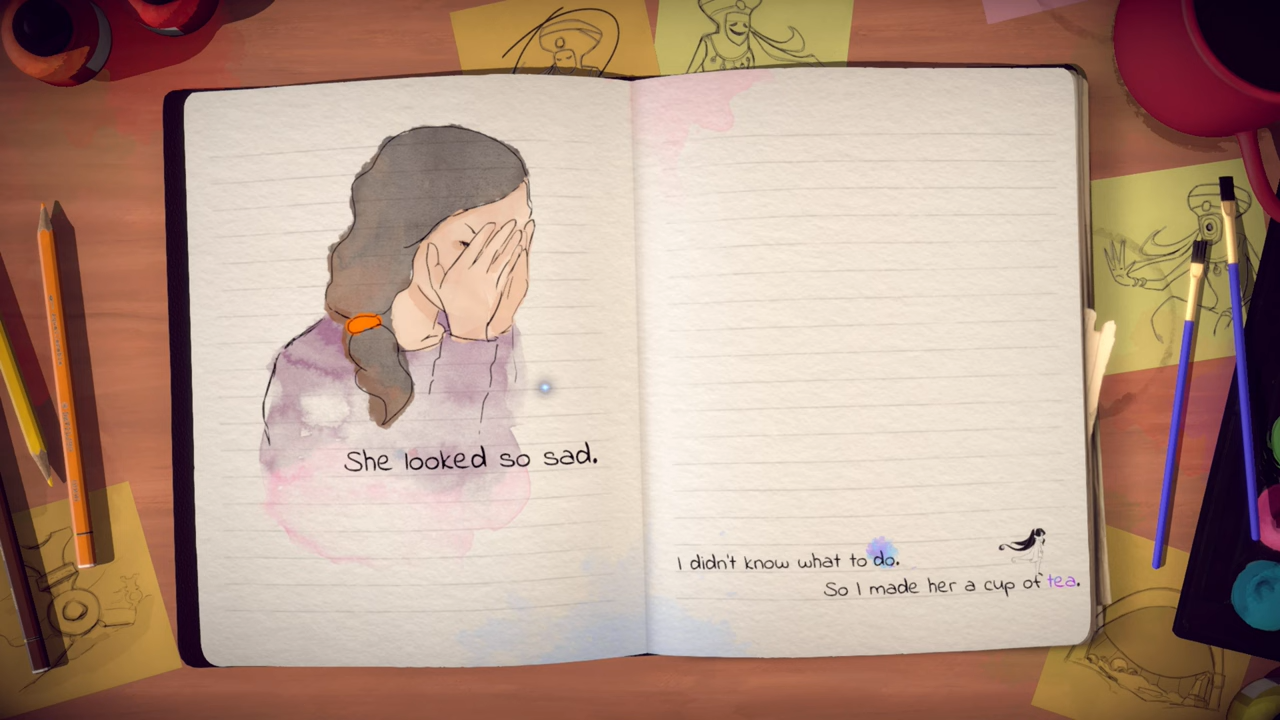 She looked so sad.
I didn't know what to do.
So I made her a cup of tea.